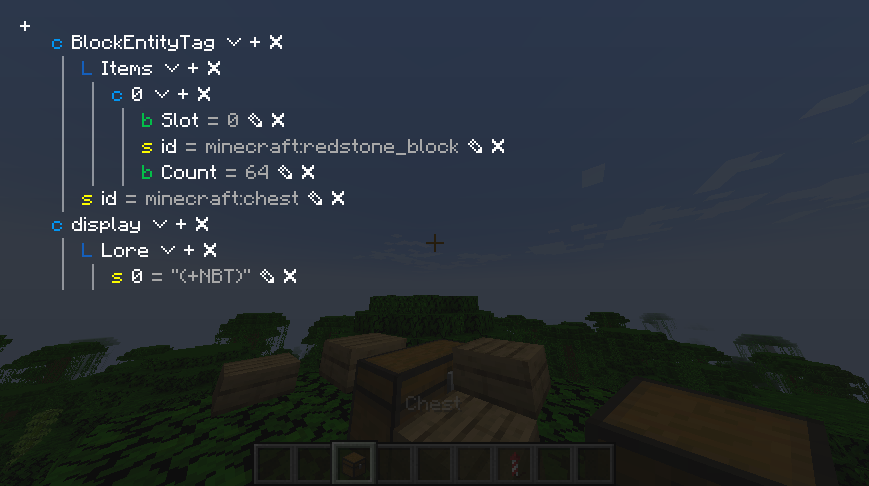 +
c BlockEntityTag ∨ + X
L Items ∨ + X
c 0 ∨ + X
b Slot = 0 ✎ X
s id = minecraft:redstone_block ✎ X
b Count = 64 ✎ X
s id = minecraft:chest ✎ X
c display ∨ + X
L Lore ∨ + X
s 0 = "(+NBT)" ✎ X
Chest